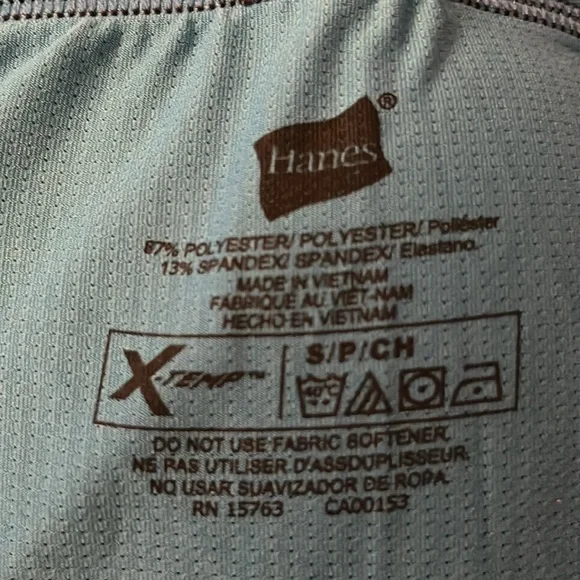 Hanes®
87% POLYESTER/ POLYESTER/ Poliéster
13% SPANDEX/ SPANDEX/ Elastano.
MADE IN VIETNAM
FABRIQUE AU VIET-NAM
HECHO EN VIETNAM
X-TEMP™
S/P/CH
40°
DO NOT USE FABRIC SOFTENER.
NE PAS UTILISER D'ASSOUPLISSEUR.
NO USAR SUAVIZADOR DE ROPA.
RN 15763 CA00153